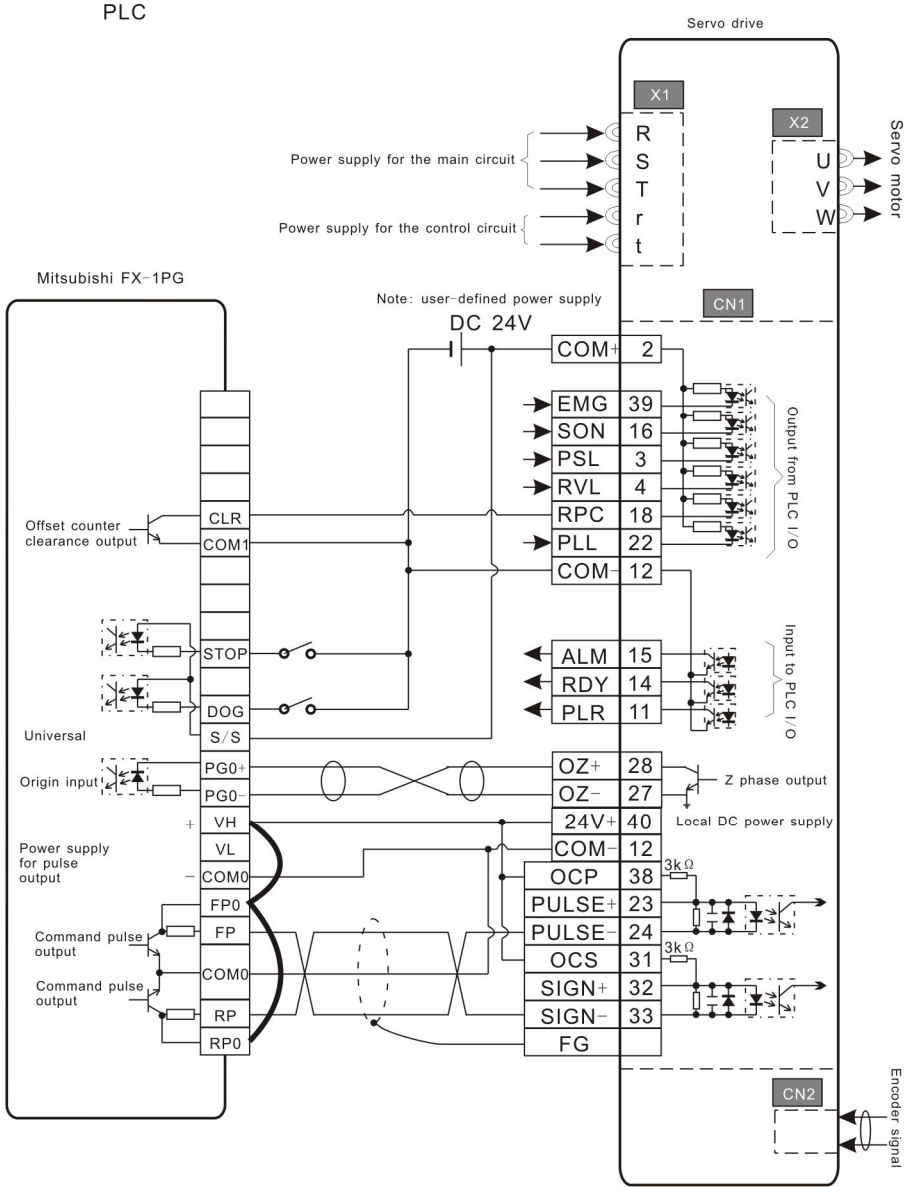 PLC
Servo drive
X1
R
S
T
r
t
Power supply for the main circuit
Power supply for the control circuit
X2
U
V
W
Servo motor
Mitsubishi FX-1PG
Note: user-defined power supply
DC 24V
CN1
COM+ 2
EMG 39
SON 16
PSL 3
RVL 4
RPC 18
PLL 22
COM- 12
Output from PLC I/O
ALM 15
RDY 14
PLR 11
Input to PLC I/O
OZ+ 28
OZ- 27
Z phase output
24V+ 40
Local DC power supply
COM- 12
OCP 38
3kΩ
PULSE+ 23
PULSE- 24
OCS 31
3kΩ
SIGN+ 32
SIGN- 33
FG
CN2
Encoder signal
CLR
COM1
Offset counter
clearance output
STOP
DOG
S/S
Universal
PG0+
PG0-
Origin input
+ VH
VL
- COM0
Power supply
for pulse
output
FP0
FP
COM0
RP
RP0
Command pulse
output
Command pulse
output